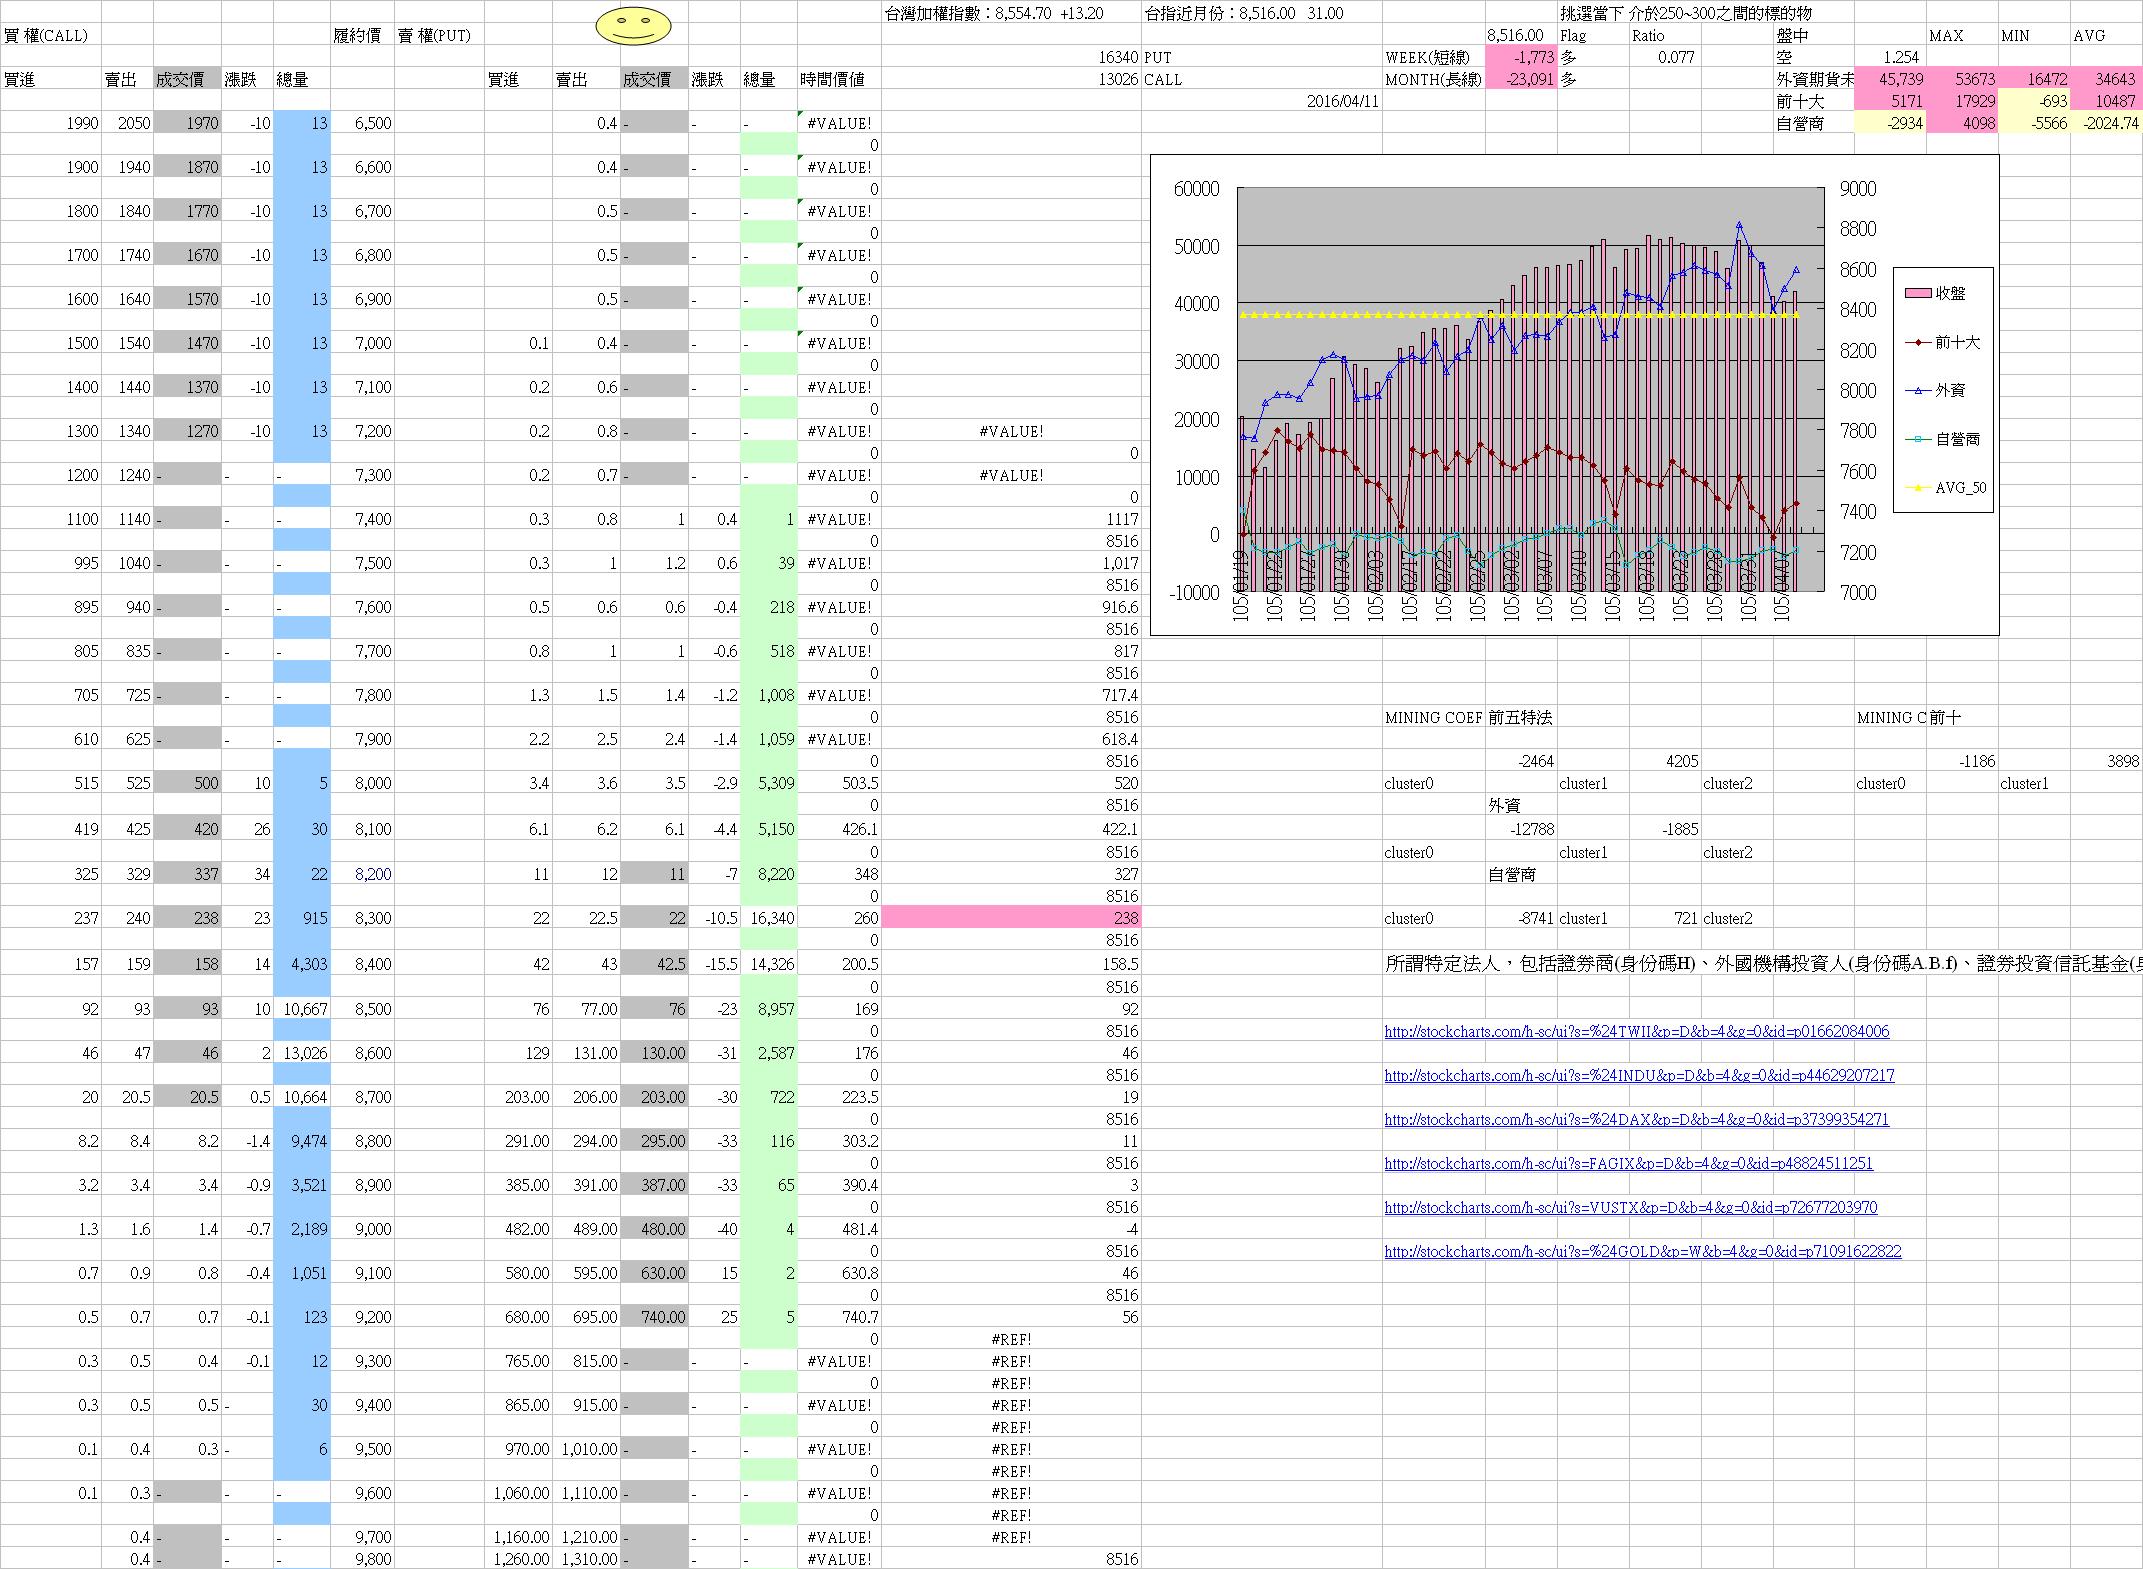 台灣加權指數：8,554.70 +13.20 台指近月份：8,516.00 31.00 挑選當下 介於250~300之間的標的物
買 權(CALL) 履約價 賣 權(PUT) 8,516.00 Flag Ratio 盤中 MAX MIN AVG
16340 PUT WEEK(短線) -1,773 多 0.077 空 1.254
買進 賣出 成交價 漲跌 總量 買進 賣出 成交價 漲跌 總量 時間價值 13026 CALL MONTH(長線) -23,091 多 外資期貨未 45,739 53673 16472 34643
2016/04/11 前十大 5171 17929 -693 10487
1990 2050 1970 -10 13 6,500 0.4 - - - #VALUE! 自營商 -2934 4098 -5566 -2024.74
0
1900 1940 1870 -10 13 6,600 0.4 - - - #VALUE!
0
1800 1840 1770 -10 13 6,700 0.5 - - - #VALUE!
0
1700 1740 1670 -10 13 6,800 0.5 - - - #VALUE!
0
1600 1640 1570 -10 13 6,900 0.5 - - - #VALUE!
0
1500 1540 1470 -10 13 7,000 0.1 0.4 - - - #VALUE!
0
1400 1440 1370 -10 13 7,100 0.2 0.6 - - - #VALUE!
0
1300 1340 1270 -10 13 7,200 0.2 0.8 - - - #VALUE! #VALUE!
0 0
1200 1240 - - - 7,300 0.2 0.7 - - - #VALUE! #VALUE!
0 0
1100 1140 - - - 7,400 0.3 0.8 1 0.4 1 #VALUE! 1117
0 8516
995 1040 - - - 7,500 0.3 1 1.2 0.6 39 #VALUE! 1,017
0 8516
895 940 - - - 7,600 0.5 0.6 0.6 -0.4 218 #VALUE! 916.6
0 8516
805 835 - - - 7,700 0.8 1 1 -0.6 518 #VALUE! 817
0 8516
705 725 - - - 7,800 1.3 1.5 1.4 -1.2 1,008 #VALUE! 717.4
0 8516
610 625 - - - 7,900 2.2 2.5 2.4 -1.4 1,059 #VALUE! 618.4
0 8516
515 525 500 10 5 8,000 3.4 3.6 3.5 -2.9 5,309 503.5 520
0 8516
419 425 420 26 30 8,100 6.1 6.2 6.1 -4.4 5,150 426.1 422.1
0 8516
325 329 337 34 22 8,200 11 12 11 -7 8,220 348 327
0 8516
237 240 238 23 915 8,300 22 22.5 22 -10.5 16,340 260 238
0 8516
157 159 158 14 4,303 8,400 42 43 42.5 -15.5 14,326 200.5 158.5
0 8516
92 93 93 10 10,667 8,500 76 77.00 76 -23 8,957 169 92
0 8516
46 47 46 2 13,026 8,600 129 131.00 130.00 -31 2,587 176 46
0 8516
20 20.5 20.5 0.5 10,664 8,700 203.00 206.00 203.00 -30 722 223.5 19
0 8516
8.2 8.4 8.2 -1.4 9,474 8,800 291.00 294.00 295.00 -33 116 303.2 11
0 8516
3.2 3.4 3.4 -0.9 3,521 8,900 385.00 391.00 387.00 -33 65 390.4 3
0 8516
1.3 1.6 1.4 -0.7 2,189 9,000 482.00 489.00 480.00 -40 4 481.4 -4
0 8516
0.7 0.9 0.8 -0.4 1,051 9,100 580.00 595.00 630.00 15 2 630.8 46
0 8516
0.5 0.7 0.7 -0.1 123 9,200 680.00 695.00 740.00 25 5 740.7 56
0 #REF!
0.3 0.5 0.4 -0.1 12 9,300 765.00 815.00 - - - #VALUE! #REF!
0 #REF!
0.3 0.5 0.5 - 30 9,400 865.00 915.00 - - - #VALUE! #REF!
0 #REF!
0.1 0.4 0.3 - 6 9,500 970.00 1,010.00 - - - #VALUE! #REF!
0 #REF!
0.1 0.3 - - - 9,600 1,060.00 1,110.00 - - - #VALUE! #REF!
0 #REF!
0.4 - - - 9,700 1,160.00 1,210.00 - - - #VALUE! #REF!
0.4 - - - 9,800 1,260.00 1,310.00 - - - #VALUE! 8516
60000 9000
8800
50000 8600
40000 8400
30000 8200
8000
20000 7800
10000 7600
0 7400
7200
-10000 7000
105/01/19 105/01/22 105/01/27 105/01/30 105/02/03 105/02/17 105/02/22 105/02/25 105/03/02 105/03/07 105/03/10 105/03/15 105/03/18 105/03/23 105/03/28 105/03/31 105/04/07
收盤
前十大
外資
自營商
AVG_50
MINING COEF 前五特法 MINING C 前十
-2464 4205 -1186 3898
cluster0 cluster1 cluster2 cluster0 cluster1
外資
-12788 -1885
cluster0 cluster1 cluster2
自營商
cluster0 -8741 cluster1 721 cluster2
所謂特定法人，包括證券商(身份碼H)、外國機構投資人(身份碼A.B.f)、證券投資信託基金(身
http://stockcharts.com/h-sc/ui?s=%24TWII&p=D&b=4&g=0&id=p01662084006
http://stockcharts.com/h-sc/ui?s=%24INDU&p=D&b=4&g=0&id=p44629207217
http://stockcharts.com/h-sc/ui?s=%24DAX&p=D&b=4&g=0&id=p37399354271
http://stockcharts.com/h-sc/ui?s=FAGIX&p=D&b=4&g=0&id=p48824511251
http://stockcharts.com/h-sc/ui?s=VUSTX&p=D&b=4&g=0&id=p72677203970
http://stockcharts.com/h-sc/ui?s=%24GOLD&p=W&b=4&g=0&id=p71091622822